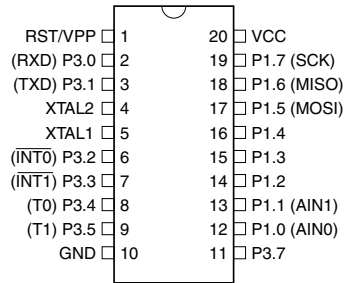 RST/VPP 1 20 VCC
(RXD) P3.0 2 19 P1.7 (SCK)
(TXD) P3.1 3 18 P1.6 (MISO)
XTAL2 4 17 P1.5 (MOSI)
XTAL1 5 16 P1.4
(INT0) P3.2 6 15 P1.3
(INT1) P3.3 7 14 P1.2
(T0) P3.4 8 13 P1.1 (AIN1)
(T1) P3.5 9 12 P1.0 (AIN0)
GND 10 11 P3.7